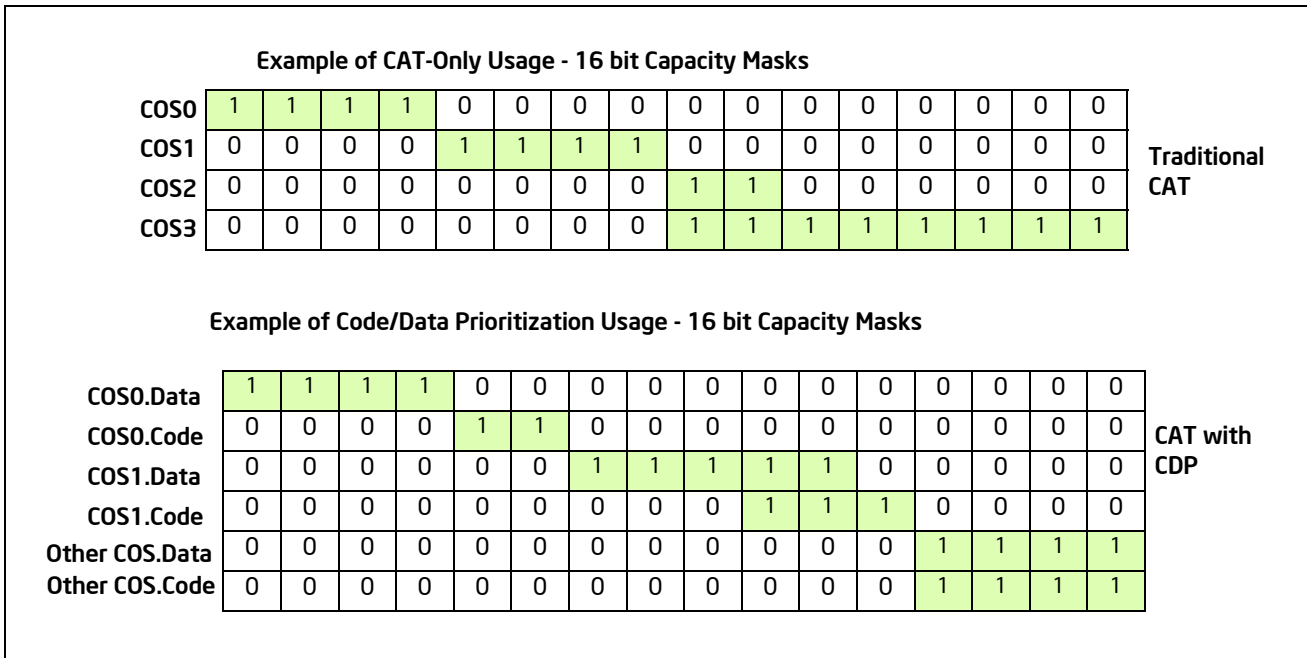 Example of CAT-Only Usage - 16 bit Capacity Masks
COS0 1 1 1 1 0 0 0 0 0 0 0 0 0 0 0 0
COS1 0 0 0 0 1 1 1 1 0 0 0 0 0 0 0 0
COS2 0 0 0 0 0 0 0 0 1 1 0 0 0 0 0 0
COS3 0 0 0 0 0 0 0 0 1 1 1 1 1 1 1 1
Traditional
CAT
Example of Code/Data Prioritization Usage - 16 bit Capacity Masks
COS0.Data 1 1 1 1 0 0 0 0 0 0 0 0 0 0 0 0
COS0.Code 0 0 0 0 1 1 0 0 0 0 0 0 0 0 0 0
COS1.Data 0 0 0 0 0 0 1 1 1 1 1 0 0 0 0 0
COS1.Code 0 0 0 0 0 0 0 0 0 1 1 1 0 0 0 0
Other COS.Data 0 0 0 0 0 0 0 0 0 0 0 0 1 1 1 1
Other COS.Code 0 0 0 0 0 0 0 0 0 0 0 0 1 1 1 1
CAT with
CDP